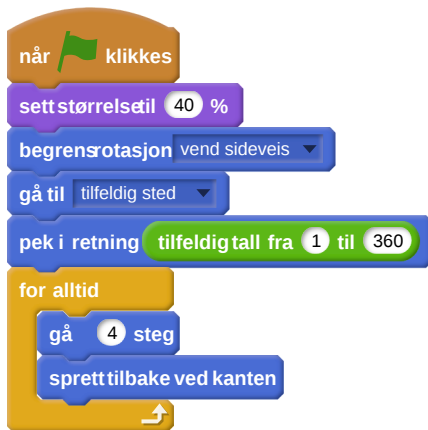 når klikkes
sett størrelse til 40 %
begrens rotasjon vend sideveis
gå til tilfeldig sted
pek i retning tilfeldig tall fra 1 til 360
for alltid
gå 4 steg
sprett tilbake ved kanten